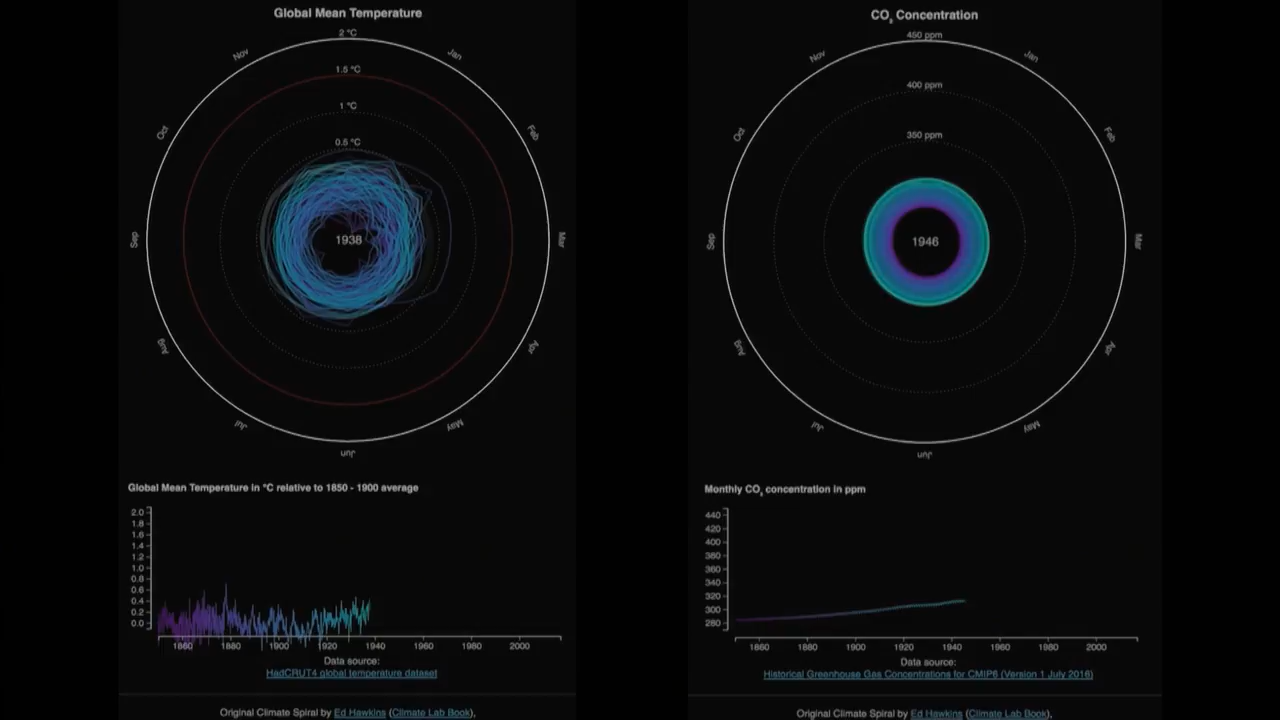 Global Mean Temperature
2 °C
1.5 °C
1 °C
0.5 °C
1938
Jan
Feb
Mar
Apr
May
Jun
Jul
Aug
Sep
Oct
Nov
Global Mean Temperature in °C relative to 1850 - 1900 average
2.0
1.8
1.6
1.4
1.2
1.0
0.8
0.6
0.4
0.2
0.0
1860 1880 1900 1920 1940 1960 1980 2000
Data source:
HadCRUT4 global temperature dataset
Original Climate Spiral by Ed Hawkins (Climate Lab Book),
CO₂ Concentration
450 ppm
400 ppm
350 ppm
1946
Jan
Feb
Mar
Apr
May
Jun
Jul
Aug
Sep
Oct
Nov
Monthly CO₂ concentration in ppm
440
420
400
380
360
340
320
300
280
1860 1880 1900 1920 1940 1960 1980 2000
Data source:
Historical Greenhouse Gas Concentrations for CMIP6 (Version 1 July 2016)
Original Climate Spiral by Ed Hawkins (Climate Lab Book),